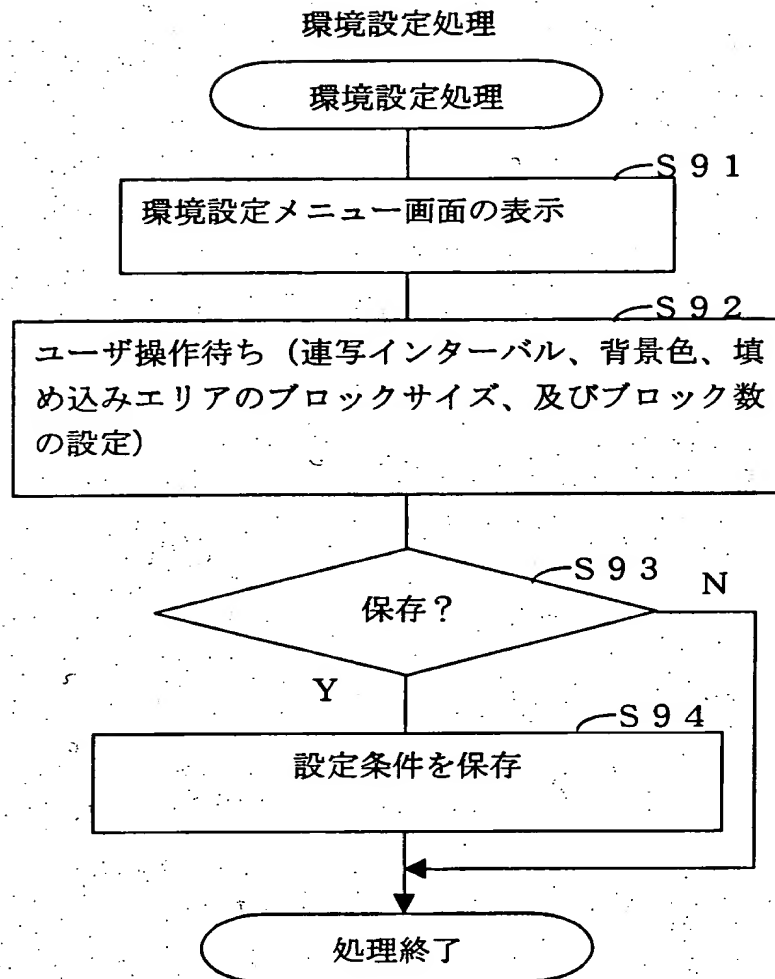 環境設定処理
環境設定処理
S91
環境設定メニュー画面の表示
S92
ユーザ操作待ち（連写インターバル、背景色、填
め込みエリアのブロックサイズ、及びブロック数
の設定）
S93
保存？
N
Y
S94
設定条件を保存
処理終了